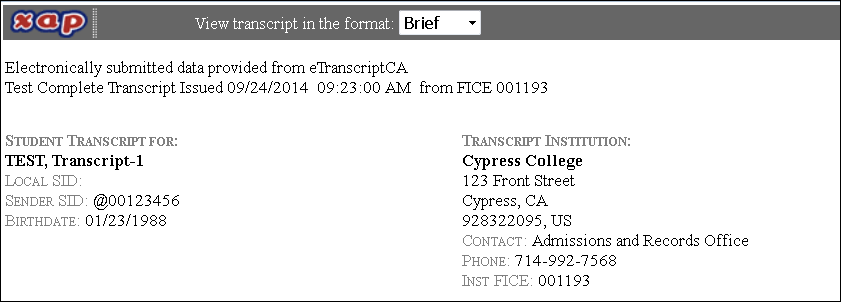 xap
View transcript in the format: Brief
Electronically submitted data provided from eTranscriptCA
Test Complete Transcript Issued 09/24/2014 09:23:00 AM from FICE 001193
STUDENT TRANSCRIPT FOR:
TEST, Transcript-1
LOCAL SID:
SENDER SID: @00123456
BIRTHDATE: 01/23/1988
TRANSCRIPT INSTITUTION:
Cypress College
123 Front Street
Cypress, CA
928322095, US
CONTACT: Admissions and Records Office
PHONE: 714-992-7568
INST FICE: 001193